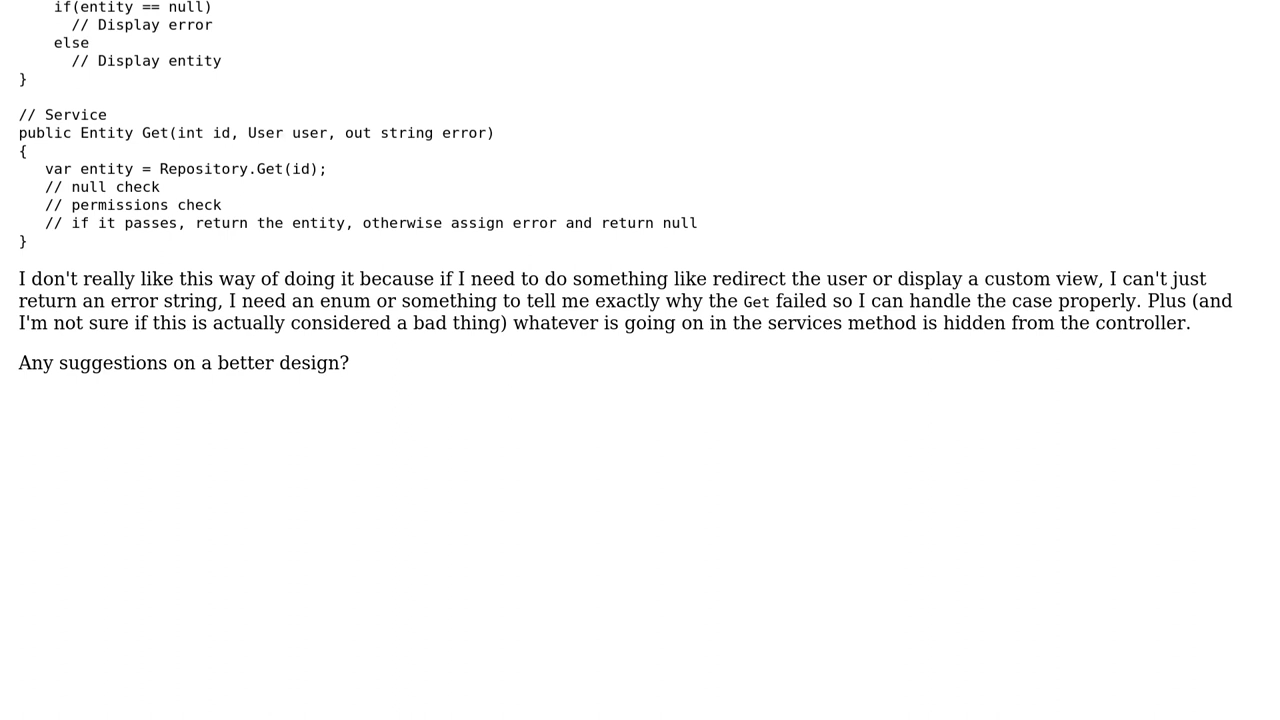 if(entity == null)
// Display error
else
// Display entity
}
// Service
public Entity Get(int id, User user, out string error)
{
var entity = Repository.Get(id);
// null check
// permissions check
// if it passes, return the entity, otherwise assign error and return null
}
I don't really like this way of doing it because if I need to do something like redirect the user or display a custom view, I can't just
return an error string, I need an enum or something to tell me exactly why the Get failed so I can handle the case properly. Plus (and
I'm not sure if this is actually considered a bad thing) whatever is going on in the services method is hidden from the controller.
Any suggestions on a better design?